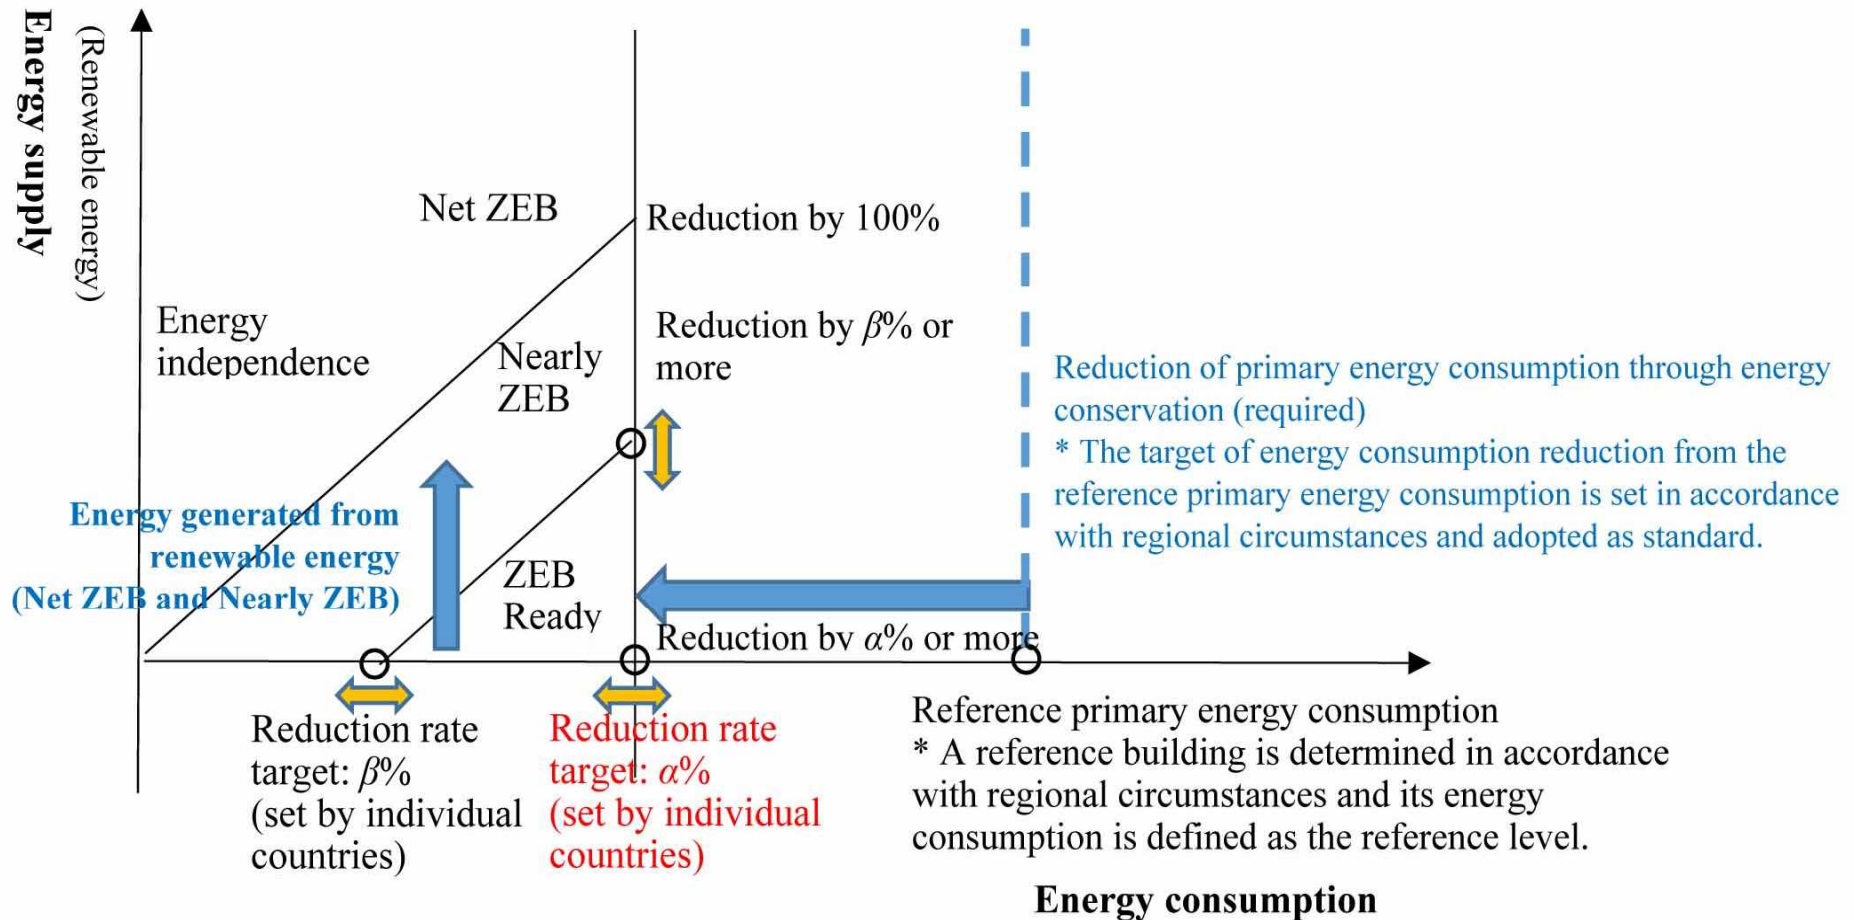 Energy supply
(Renewable energy)
Net ZEB
Reduction by 100%
Energy
independence
Nearly
ZEB
Reduction by β% or
more
Reduction of primary energy consumption through energy
conservation (required)
* The target of energy consumption reduction from the
reference primary energy consumption is set in accordance
with regional circumstances and adopted as standard.
Energy generated from
renewable energy
(Net ZEB and Nearly ZEB)
ZEB
Ready
Reduction by α% or more
Reduction rate
target: β%
(set by individual
countries)
Reduction rate
target: α%
(set by individual
countries)
Reference primary energy consumption
* A reference building is determined in accordance
with regional circumstances and its energy
consumption is defined as the reference level.
Energy consumption